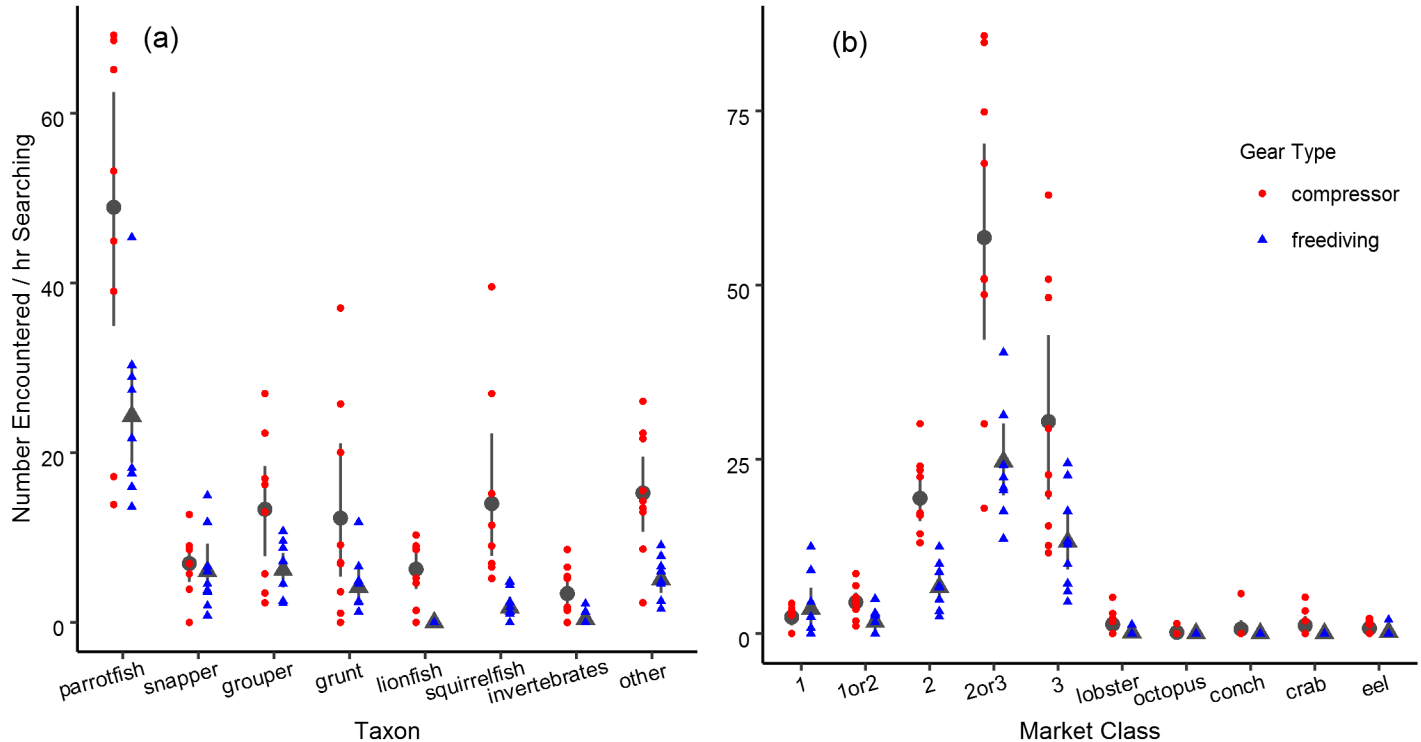 (a)
Number Encountered / hr Searching
60
40
20
0
parrotfish
snapper
grouper
grunt
lionfish
squirrelfish
invertebrates
other
Taxon
(b)
75
50
25
0
Gear Type
compressor
freediving
1
1or2
2
2or3
3
lobster
octopus
conch
crab
eel
Market Class